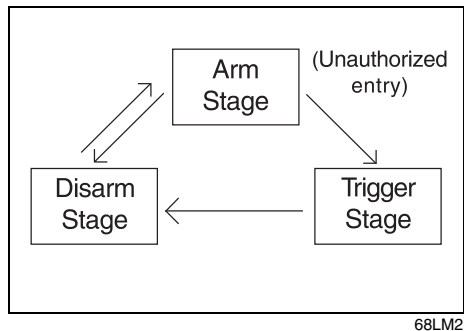 Arm
Stage
(Unauthorized
entry)
Disarm
Stage
Trigger
Stage
68LM2